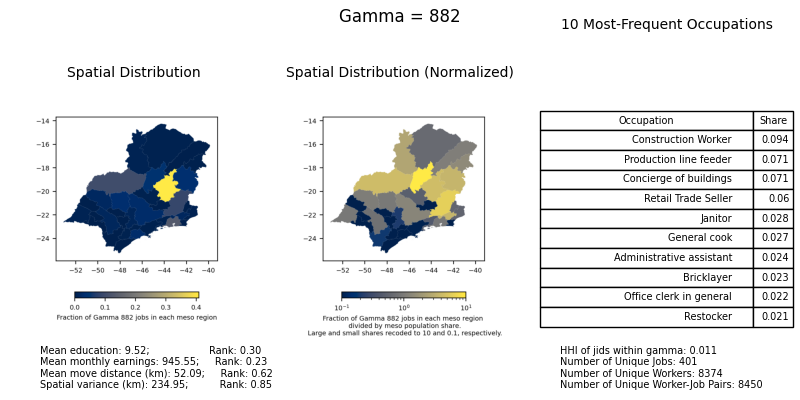 Gamma = 882
Spatial Distribution
−14
−16
−18
−20
−22
−24
−52 −50 −48 −46 −44 −42 −40
0.0 0.1 0.2 0.3 0.4
Fraction of Gamma 882 jobs in each meso region
Mean education: 9.52; Rank: 0.30
Mean monthly earnings: 945.55; Rank: 0.23
Mean move distance (km): 52.09; Rank: 0.62
Spatial variance (km): 234.95; Rank: 0.85
Spatial Distribution (Normalized)
−14
−16
−18
−20
−22
−24
−52 −50 −48 −46 −44 −42 −40
10⁻¹ 10⁰ 10¹
Fraction of Gamma 882 jobs in each meso region
divided by meso population share.
Large and small shares recoded to 10 and 0.1, respectively.
10 Most-Frequent Occupations
Occupation Share
Construction Worker 0.094
Production line feeder 0.071
Concierge of buildings 0.071
Retail Trade Seller 0.06
Janitor 0.028
General cook 0.027
Administrative assistant 0.024
Bricklayer 0.023
Office clerk in general 0.022
Restocker 0.021
HHI of jids within gamma: 0.011
Number of Unique Jobs: 401
Number of Unique Workers: 8374
Number of Unique Worker-Job Pairs: 8450